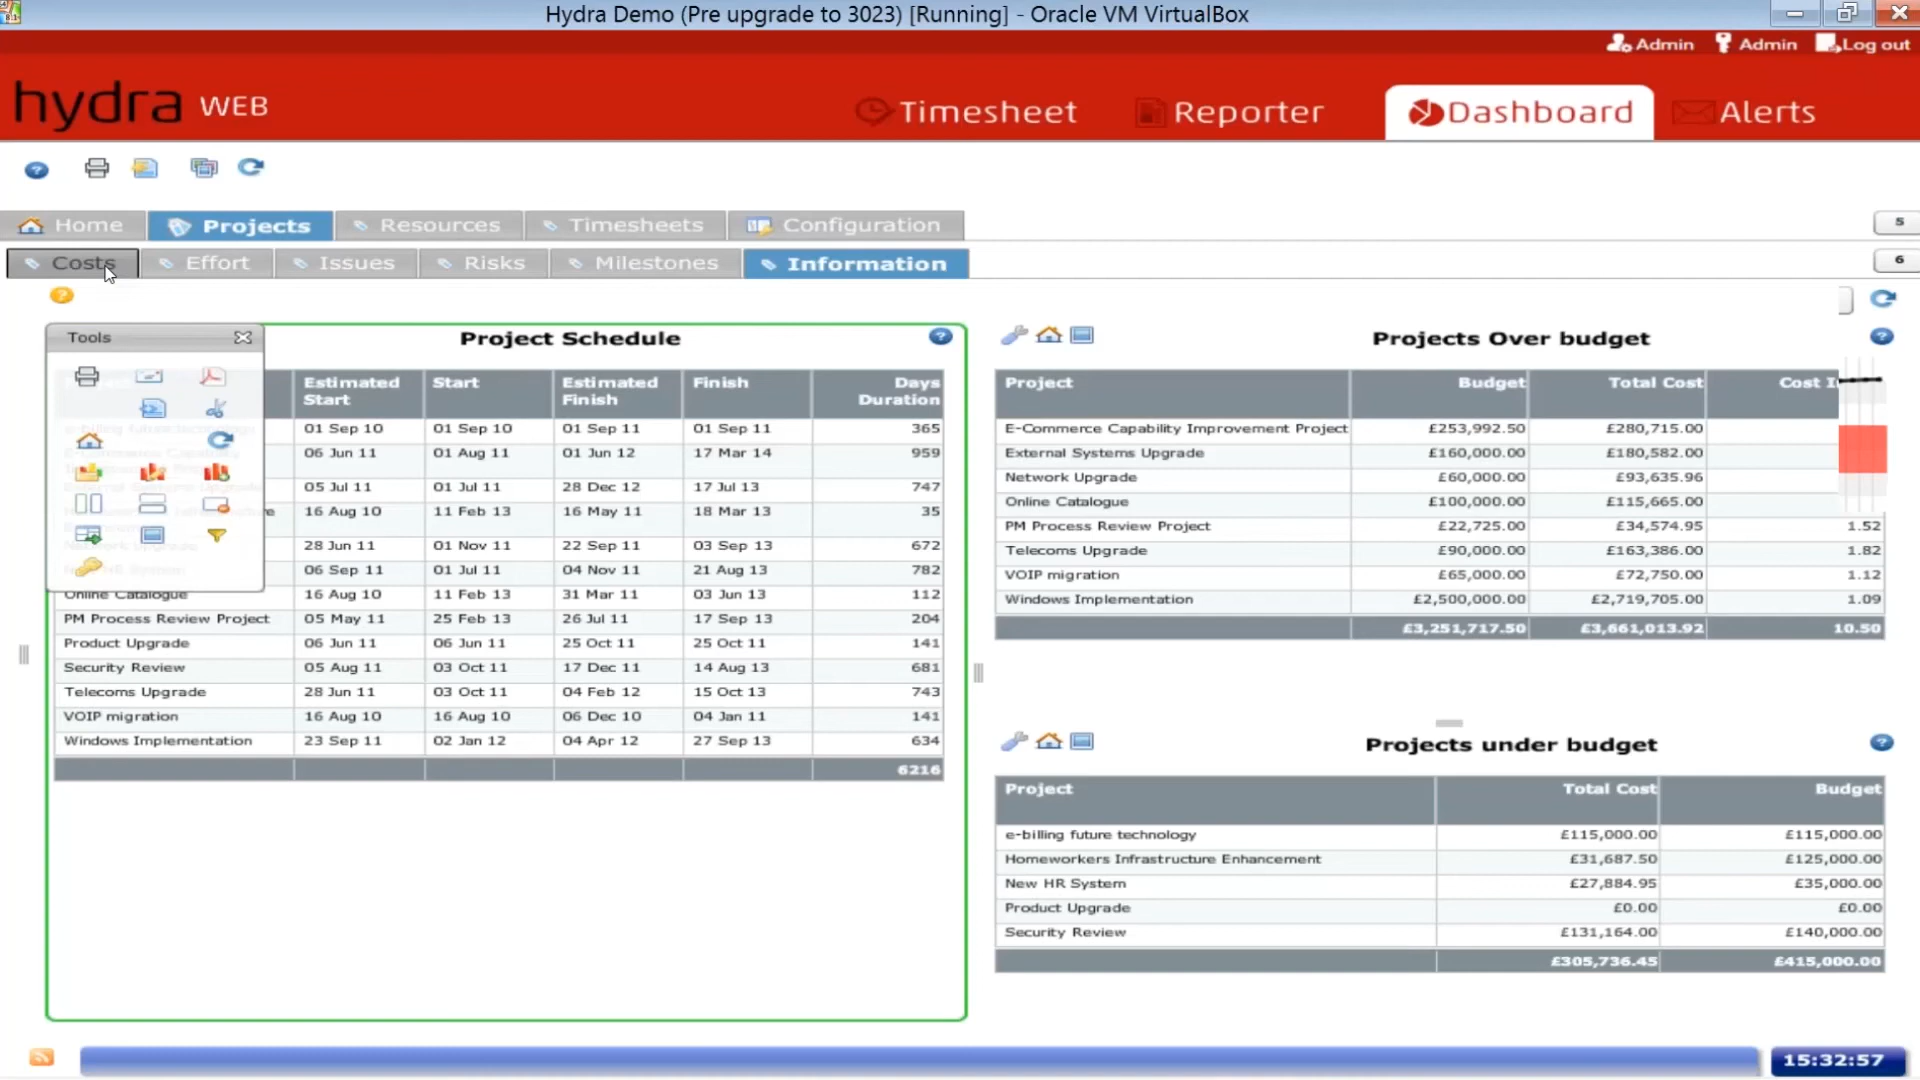 Hydra Demo (Pre upgrade to 3023) [Running] - Oracle VM VirtualBox
Admin Admin Log out
hydra WEB
Timesheet Reporter Dashboard Alerts
Home Projects Resources Timesheets Configuration 5
Costs Effort Issues Risks Milestones Information 6
Tools
Project Schedule
Estimated Start Start Estimated Finish Finish Days Duration
01 Sep 10 01 Sep 10 01 Sep 11 01 Sep 11 365
06 Jun 11 01 Aug 11 01 Jun 12 17 Mar 14 959
05 Jul 11 01 Jul 11 28 Dec 12 17 Jul 13 747
16 Aug 10 11 Feb 13 16 May 11 18 Mar 13 35
28 Jun 11 01 Nov 11 22 Sep 11 03 Sep 13 672
06 Sep 11 01 Jul 11 04 Nov 11 21 Aug 13 782
Online Catalogue 16 Aug 10 11 Feb 13 31 Mar 11 03 Jun 13 112
PM Process Review Project 05 May 11 25 Feb 13 26 Jul 11 17 Sep 13 204
Product Upgrade 06 Jun 11 06 Jun 11 25 Oct 11 25 Oct 11 141
Security Review 05 Aug 11 03 Oct 11 17 Dec 11 14 Aug 13 681
Telecoms Upgrade 28 Jun 11 03 Oct 11 04 Feb 12 15 Oct 13 743
VOIP migration 16 Aug 10 16 Aug 10 06 Dec 10 04 Jan 11 141
Windows Implementation 23 Sep 11 02 Jan 12 04 Apr 12 27 Sep 13 634
6216
Projects Over budget
Project Budget Total Cost Cost
E-Commerce Capability Improvement Project £253,992.50 £280,715.00
External Systems Upgrade £160,000.00 £180,582.00
Network Upgrade £60,000.00 £93,635.96
Online Catalogue £100,000.00 £115,665.00
PM Process Review Project £22,725.00 £34,574.95 1.52
Telecoms Upgrade £90,000.00 £163,386.00 1.82
VOIP migration £65,000.00 £72,750.00 1.12
Windows Implementation £2,500,000.00 £2,719,705.00 1.09
£3,251,717.50 £3,661,013.92 10.50
Projects under budget
Project Total Cost Budget
e-billing future technology £115,000.00 £115,000.00
Homeworkers Infrastructure Enhancement £31,687.50 £125,000.00
New HR System £27,884.95 £35,000.00
Product Upgrade £0.00 £0.00
Security Review £131,164.00 £140,000.00
£305,736.45 £415,000.00
15:32:57